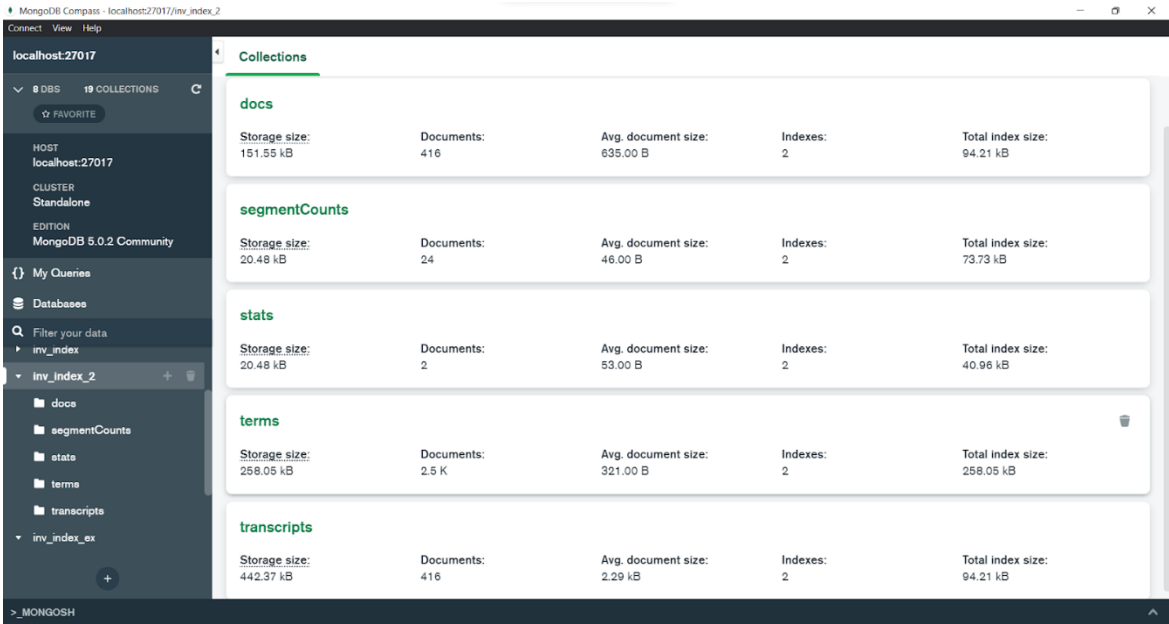 MongoDB Compass - localhost:27017/inv_index_2
Connect View Help
localhost:27017
8 DBS 19 COLLECTIONS
FAVORITE
HOST
localhost:27017
CLUSTER
Standalone
EDITION
MongoDB 5.0.2 Community
{} My Queries
Databases
Filter your data
inv_index
inv_index_2
docs
segmentCounts
stats
terms
transcripts
inv_index_ex
+
>_MONGOSH
Collections
docs
Storage size: Documents: Avg. document size: Indexes: Total index size:
151.55 kB 416 635.00 B 2 94.21 kB
segmentCounts
Storage size: Documents: Avg. document size: Indexes: Total index size:
20.48 kB 24 46.00 B 2 73.73 kB
stats
Storage size: Documents: Avg. document size: Indexes: Total index size:
20.48 kB 2 53.00 B 2 40.96 kB
terms
Storage size: Documents: Avg. document size: Indexes: Total index size:
258.05 kB 2.5 K 321.00 B 2 258.05 kB
transcripts
Storage size: Documents: Avg. document size: Indexes: Total index size:
442.37 kB 416 2.29 kB 2 94.21 kB